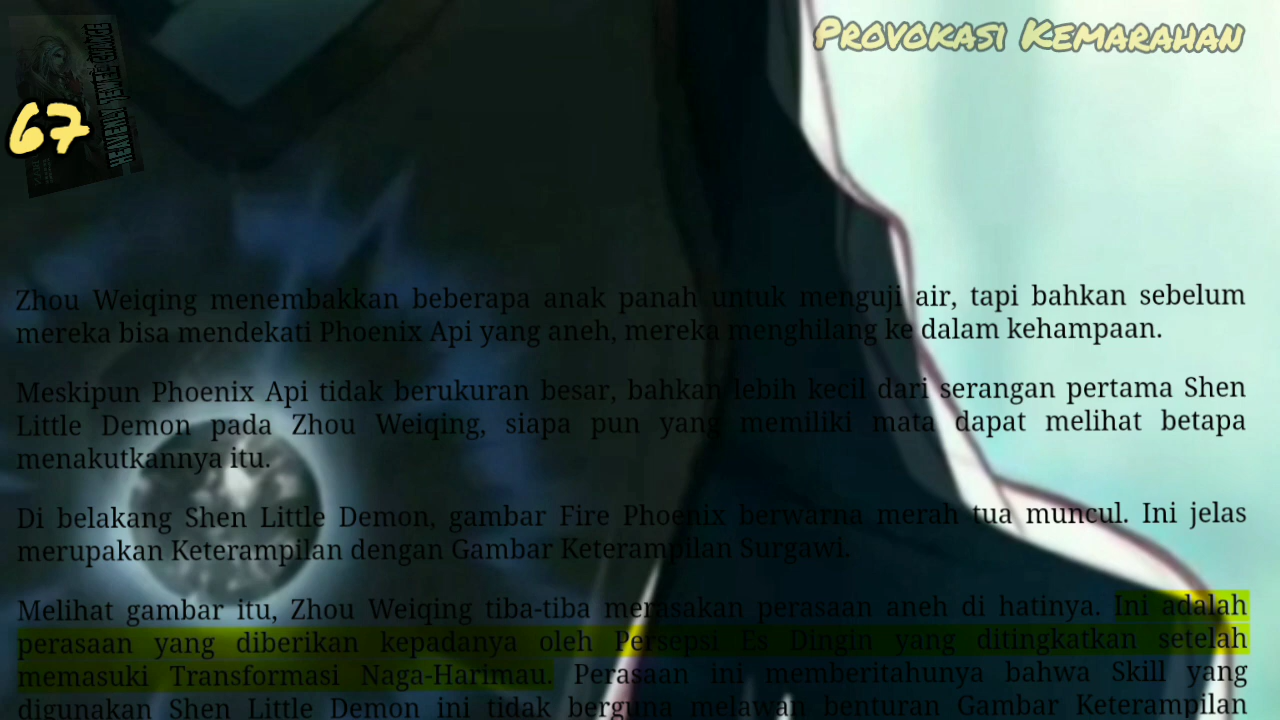 Provokasi Kemarahan
67
HEAVENLY JEWEL CHANGE
Zhou Weiqing menembakkan beberapa anak panah untuk menguji air, tapi bahkan sebelum
mereka bisa mendekati Phoenix Api yang aneh, mereka menghilang ke dalam kehampaan.
Meskipun Phoenix Api tidak berukuran besar, bahkan lebih kecil dari serangan pertama Shen
Little Demon pada Zhou Weiqing, siapa pun yang memiliki mata dapat melihat betapa
menakutkannya itu.
Di belakang Shen Little Demon, gambar Fire Phoenix berwarna merah tua muncul. Ini jelas
merupakan Keterampilan dengan Gambar Keterampilan Surgawi.
Melihat gambar itu, Zhou Weiqing tiba-tiba merasakan perasaan aneh di hatinya. Ini adalah
perasaan yang diberikan kepadanya oleh Persepsi Es Dingin yang ditingkatkan setelah
memasuki Transformasi Naga-Harimau. Perasaan ini memberitahunya bahwa Skill yang
digunakan Shen Little Demon ini tidak berguna melawan benturan Gambar Keterampilan